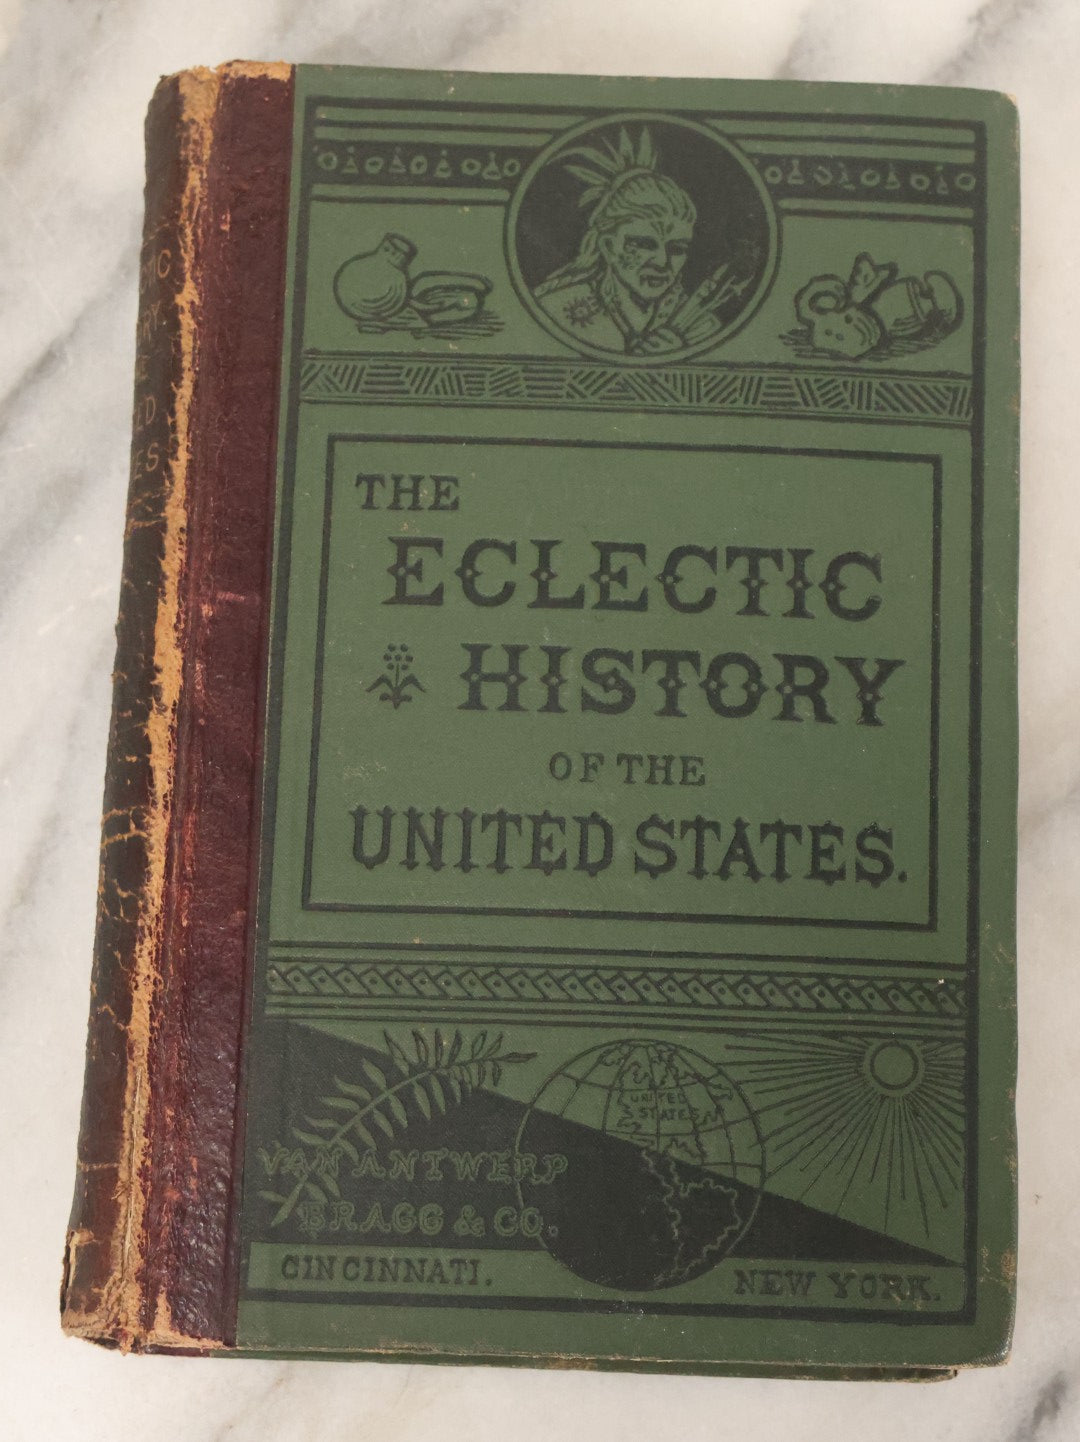 THE
ECLECTIC
HISTORY
OF THE
UNITED STATES.
UNITED
STATES
VAN ANTWERP
BRAGG & CO.
CINCINNATI.
NEW YORK.